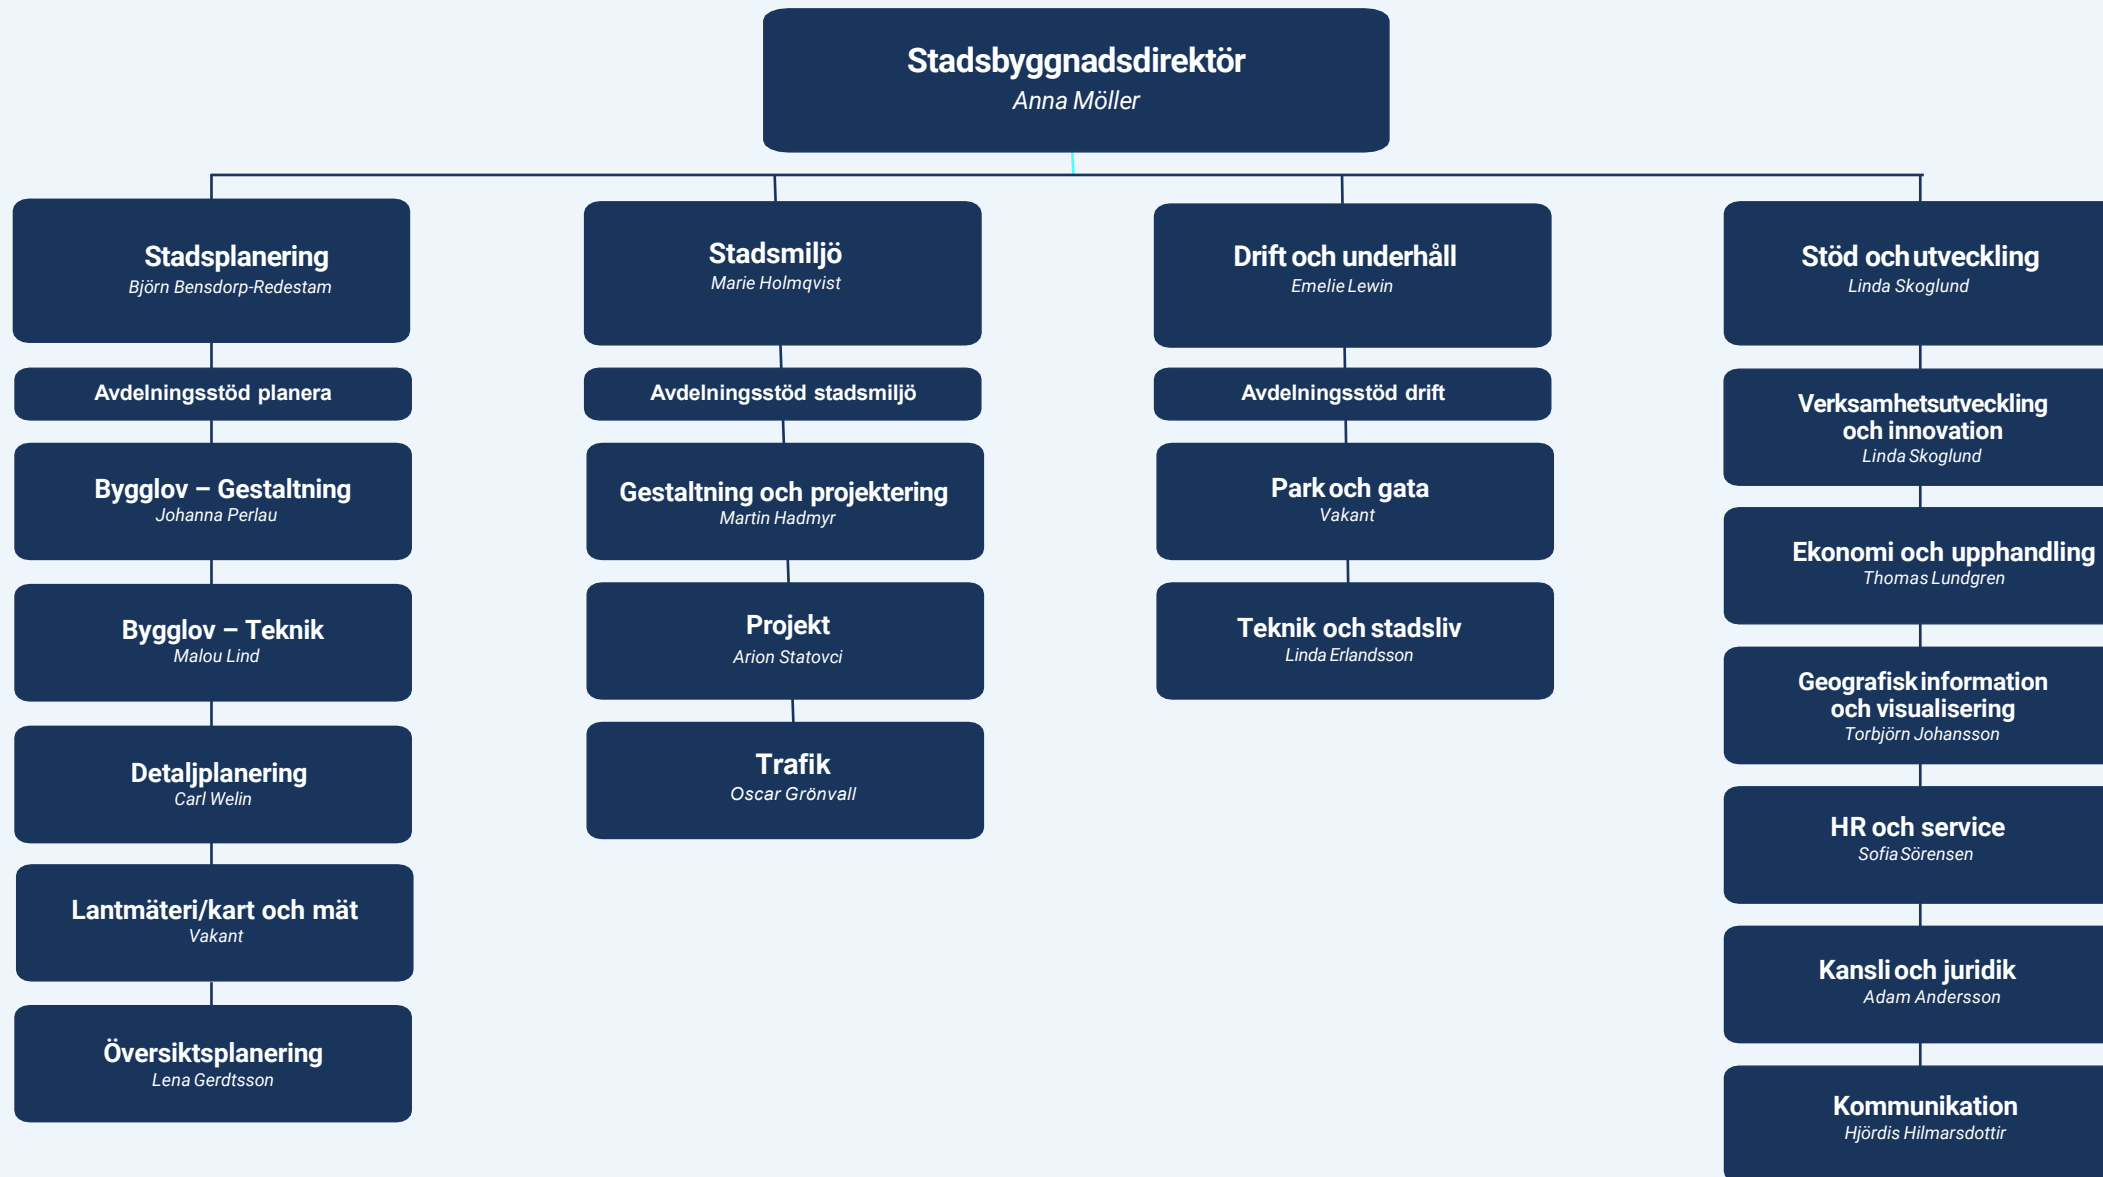 Stadsbyggnadsdirektör
Anna Möller
Stadsplanering
Björn Bensdorp-Redestam
Avdelningsstöd planera
Bygglov – Gestaltning
Johanna Perlau
Bygglov – Teknik
Malou Lind
Detaljplanering
Carl Welin
Lantmäteri/kart och mät
Vakant
Översiktsplanering
Lena Gerdtsson
Stadsmiljö
Marie Holmqvist
Avdelningsstöd stadsmiljö
Gestaltning och projektering
Martin Hadmyr
Projekt
Arion Statovci
Trafik
Oscar Grönvall
Drift och underhåll
Emelie Lewin
Avdelningsstöd drift
Park och gata
Vakant
Teknik och stadsliv
Linda Erlandsson
Stöd och utveckling
Linda Skoglund
Verksamhetsutveckling
och innovation
Linda Skoglund
Ekonomi och upphandling
Thomas Lundgren
Geografisk information
och visualisering
Torbjörn Johansson
HR och service
Sofia Sörensen
Kansli och juridik
Adam Andersson
Kommunikation
Hjördis Hilmarsdottir